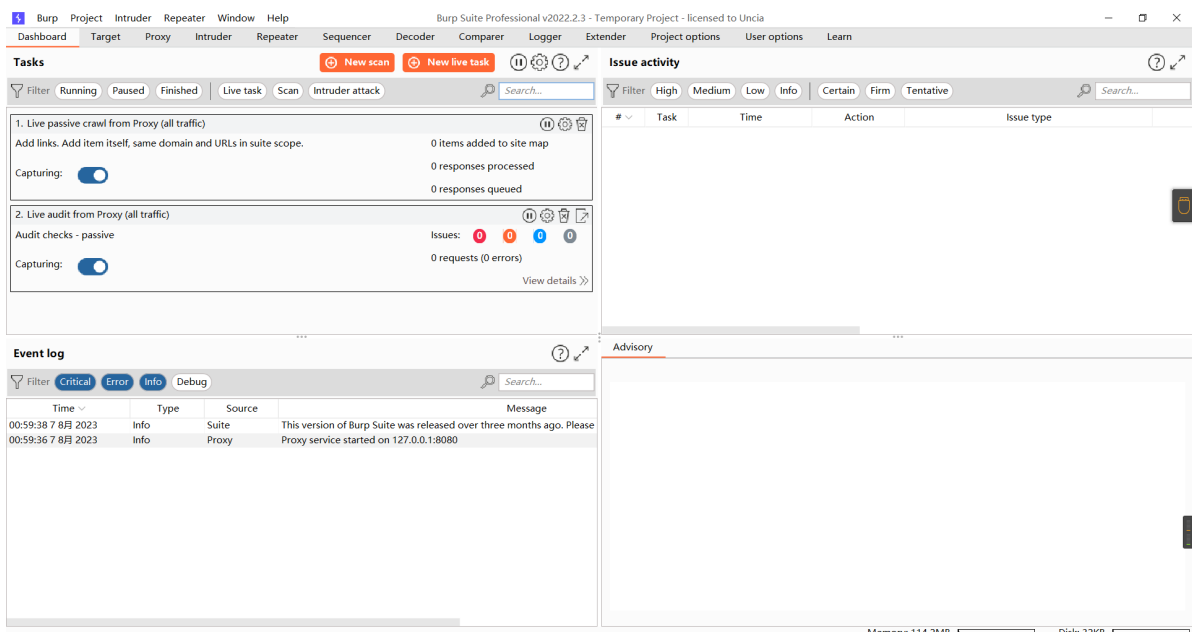 Burp Project Intruder Repeater Window Help Burp Suite Professional v2022.2.3 - Temporary Project - licensed to Uncia
Dashboard Target Proxy Intruder Repeater Sequencer Decoder Comparer Logger Extender Project options User options Learn
Tasks New scan New live task
Filter Running Paused Finished Live task Scan Intruder attack Search...
1. Live passive crawl from Proxy (all traffic)
Add links. Add item itself, same domain and URLs in suite scope. 0 items added to site map
0 responses processed
Capturing:
0 responses queued
2. Live audit from Proxy (all traffic)
Audit checks - passive Issues: 0 0 0 0
0 requests (0 errors)
Capturing:
View details
Issue activity
Filter High Medium Low Info Certain Firm Tentative Search...
# Task Time Action Issue type
Event log
Filter Critical Error Info Debug Search...
Time Type Source Message
00:59:38 7 8月 2023 Info Suite This version of Burp Suite was released over three months ago. Please
00:59:36 7 8月 2023 Info Proxy Proxy service started on 127.0.0.1:8080
Advisory
Memory: 114.2MB Disk: 32KB